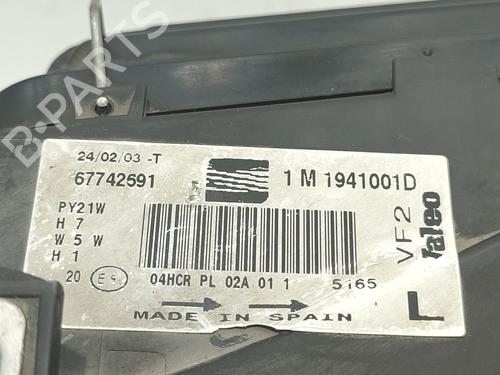 B-PARTS
24/02/03 -T
67742591
1 M 1941001D
PY21W
H 7
W 5 W
H 1
20 E9
04HCR PL 02A 01 1
5165
MADE IN SPAIN
VF2
Valeo
L